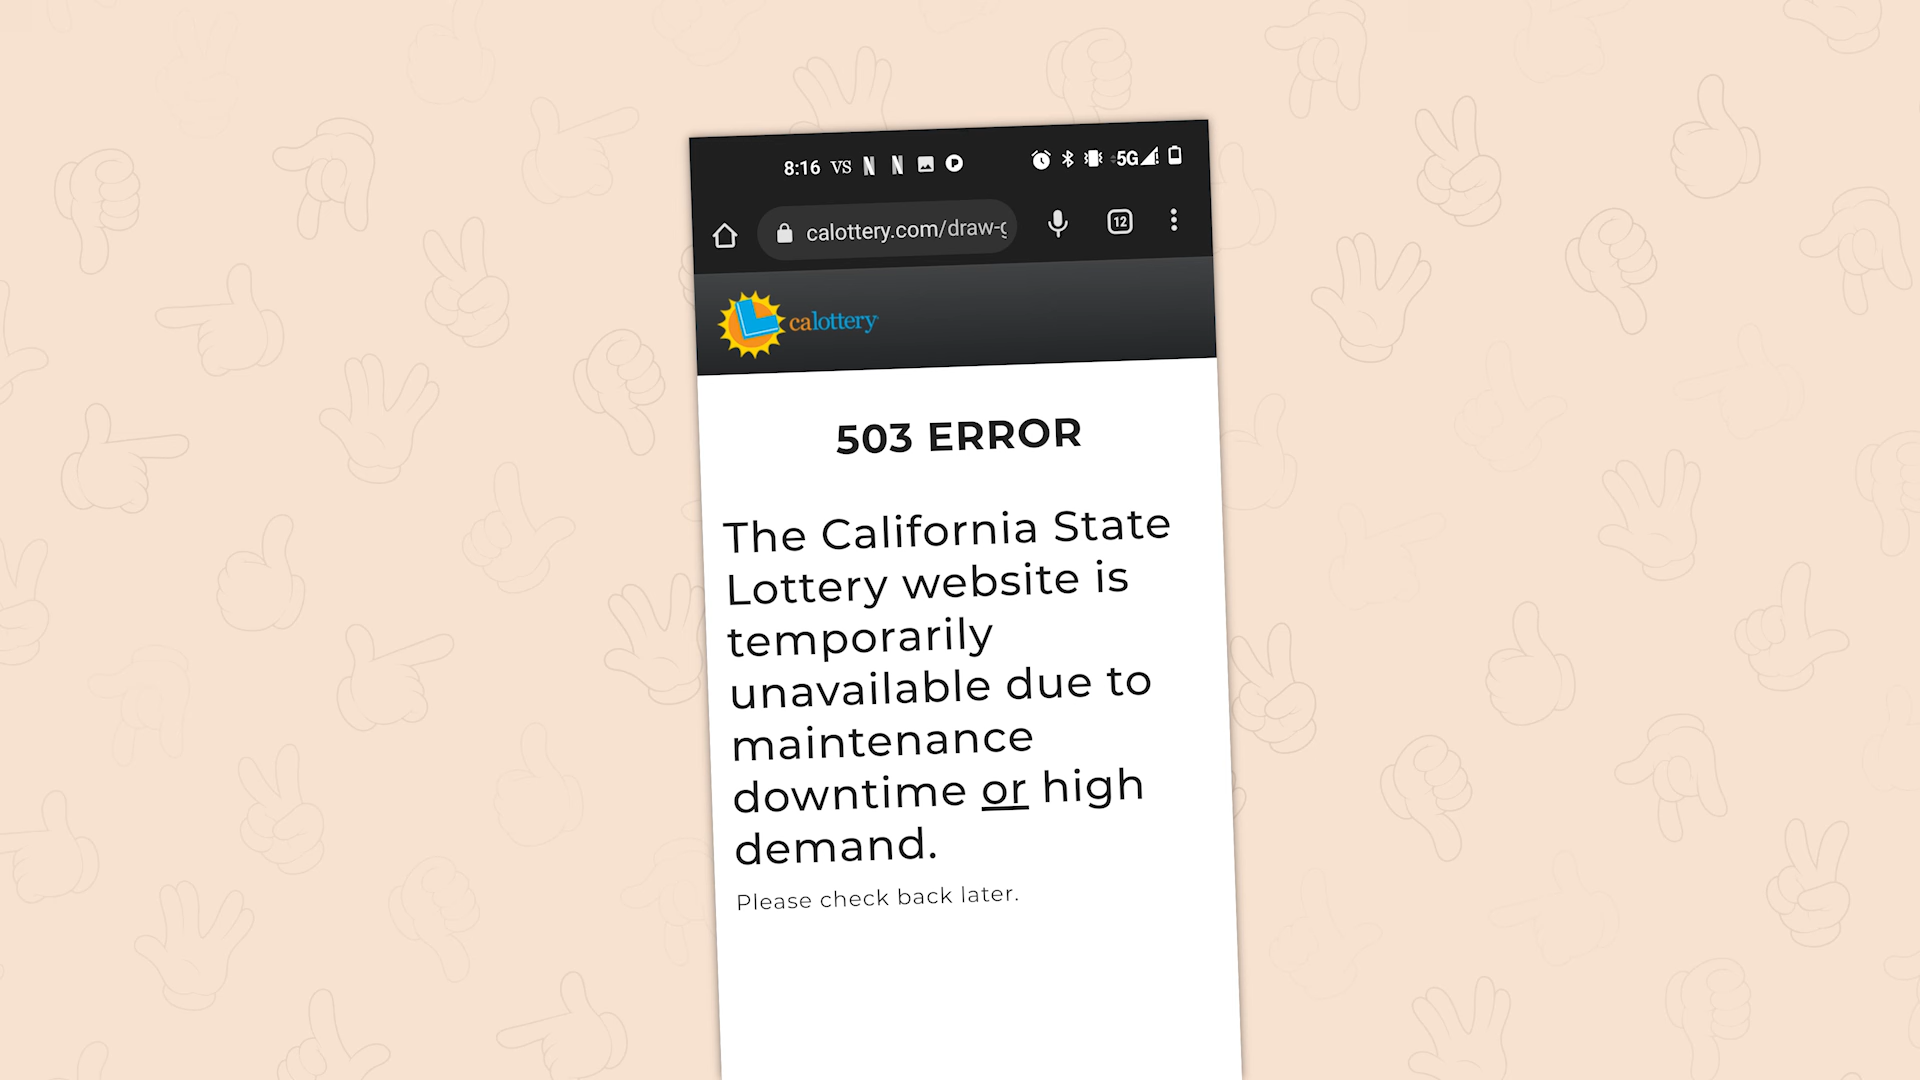 8:16 VS N N P 5G
calottery.com/draw-g
12
calottery
503 ERROR
The California State
Lottery website is
temporarily
unavailable due to
maintenance
downtime or high
demand.
Please check back later.